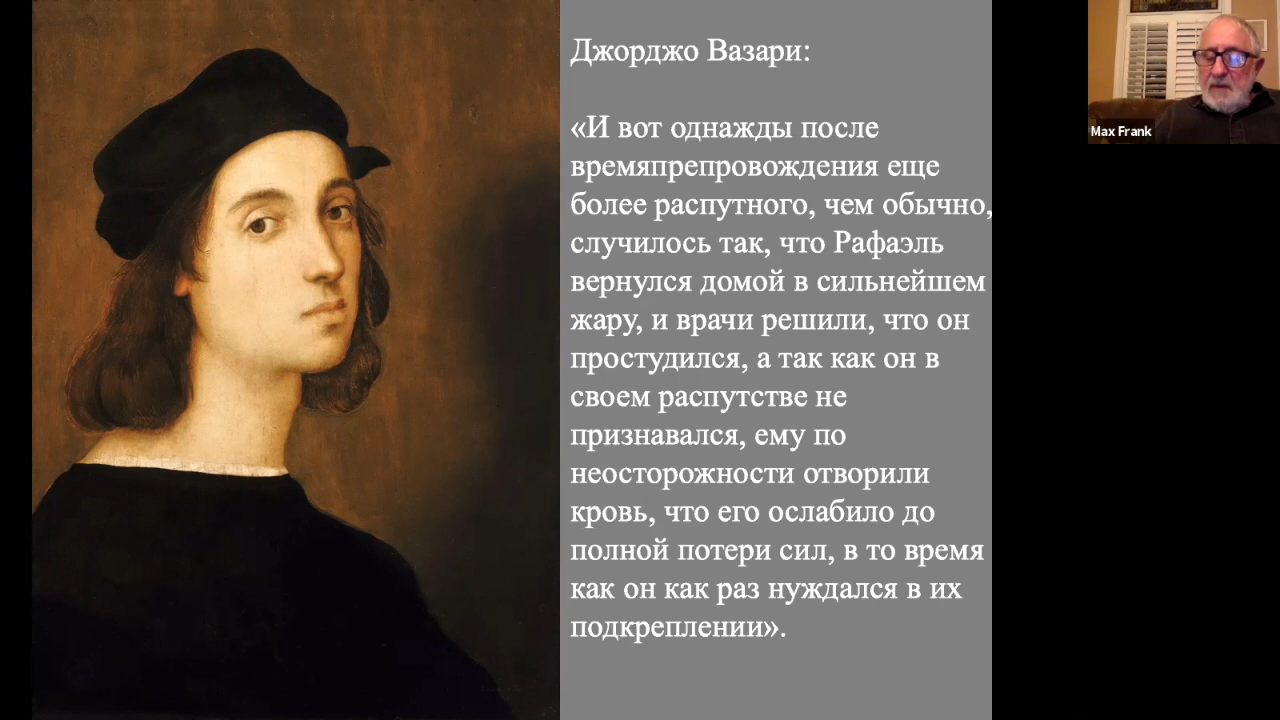 Джорджо Вазари:
«И вот однажды после
времяпрепровождения еще
более распутного, чем обычно,
случилось так, что Рафаэль
вернулся домой в сильнейшем
жару, и врачи решили, что он
простудился, а так как он в
своем распутстве не
признавался, ему по
неосторожности отворили
кровь, что его ослабило до
полной потери сил, в то время
как он как раз нуждался в их
подкреплении».
Max Frank